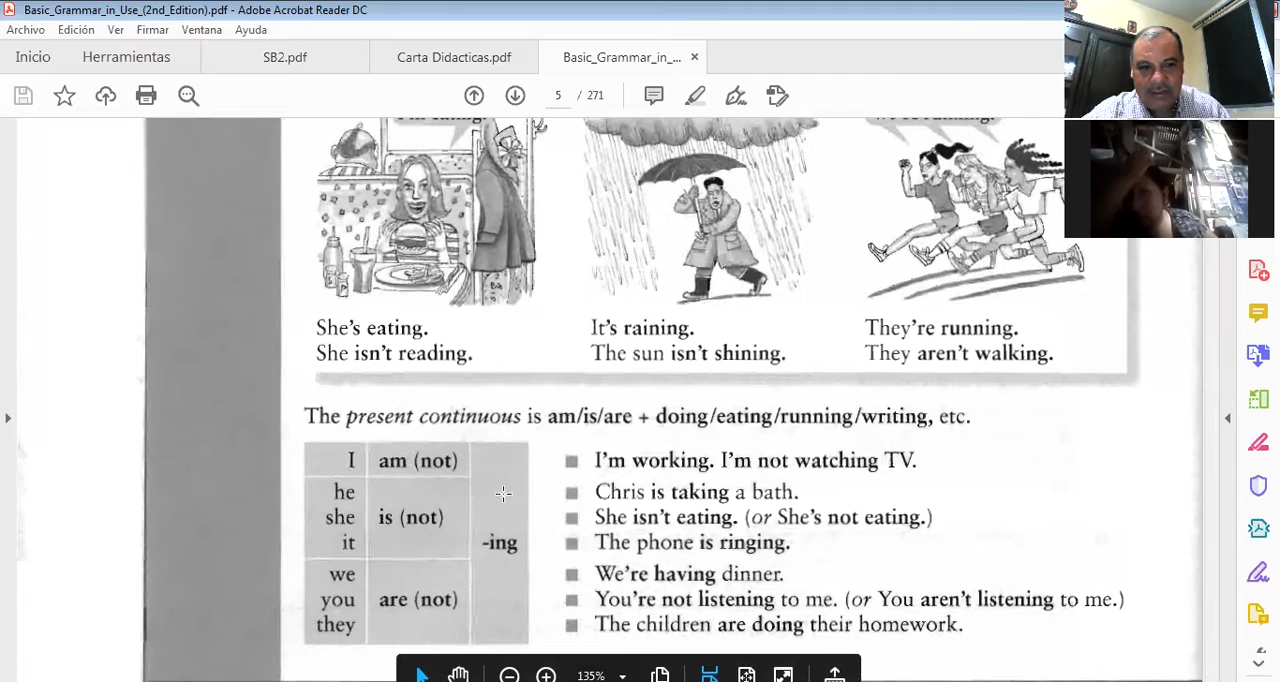 Basic_Grammar_in_Use_(2nd_Edition).pdf - Adobe Acrobat Reader DC
Archivo Edición Ver Firmar Ventana Ayuda
Inicio Herramientas SB2.pdf Carta Didacticas.pdf Basic_Grammar_in_... ×
5 / 271
She's eating.
She isn't reading.
It's raining.
The sun isn't shining.
They're running.
They aren't walking.
The present continuous is am/is/are + doing/eating/running/writing, etc.
I am (not)
he
she is (not)
it -ing
we
you are (not)
they
I'm working. I'm not watching TV.
Chris is taking a bath.
She isn't eating. (or She's not eating.)
The phone is ringing.
We're having dinner.
You're not listening to me. (or You aren't listening to me.)
The children are doing their homework.
135%